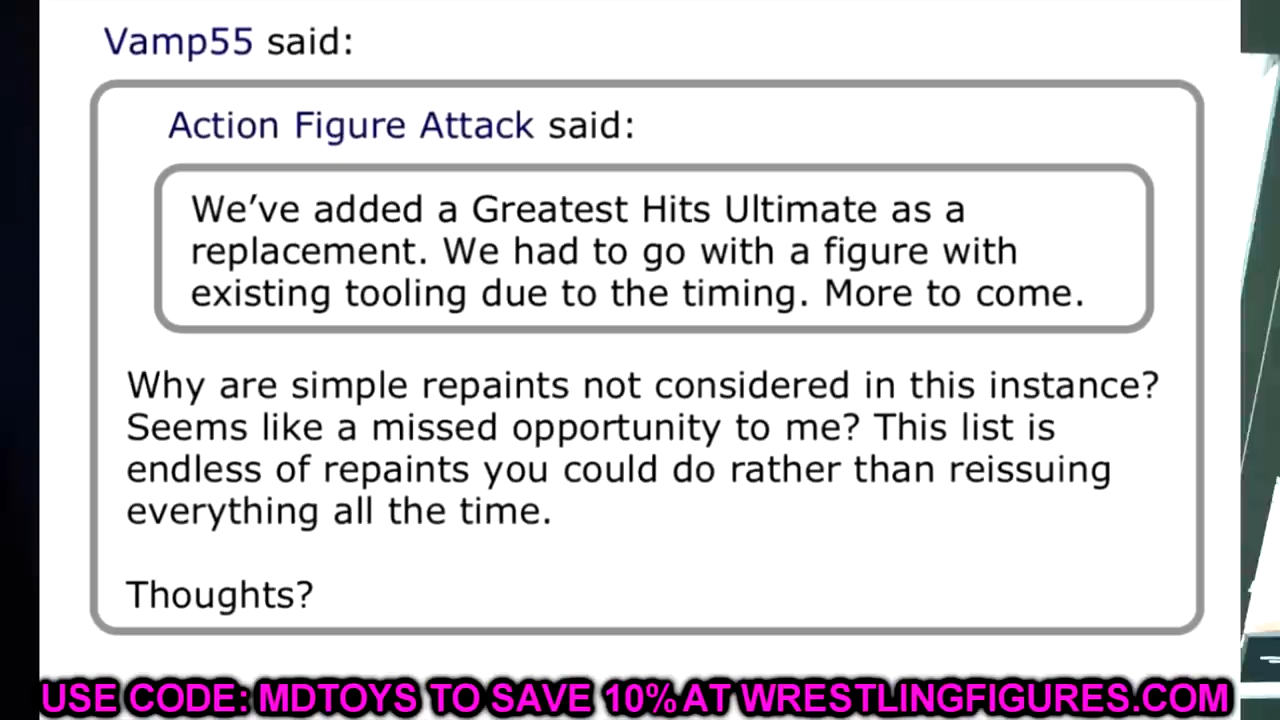 Vamp55 said:
Action Figure Attack said:
We’ve added a Greatest Hits Ultimate as a
replacement. We had to go with a figure with
existing tooling due to the timing. More to come.
Why are simple repaints not considered in this instance?
Seems like a missed opportunity to me? This list is
endless of repaints you could do rather than reissuing
everything all the time.
Thoughts?
USE CODE: MDTOYS TO SAVE 10% AT WRESTLINGFIGURES.COM